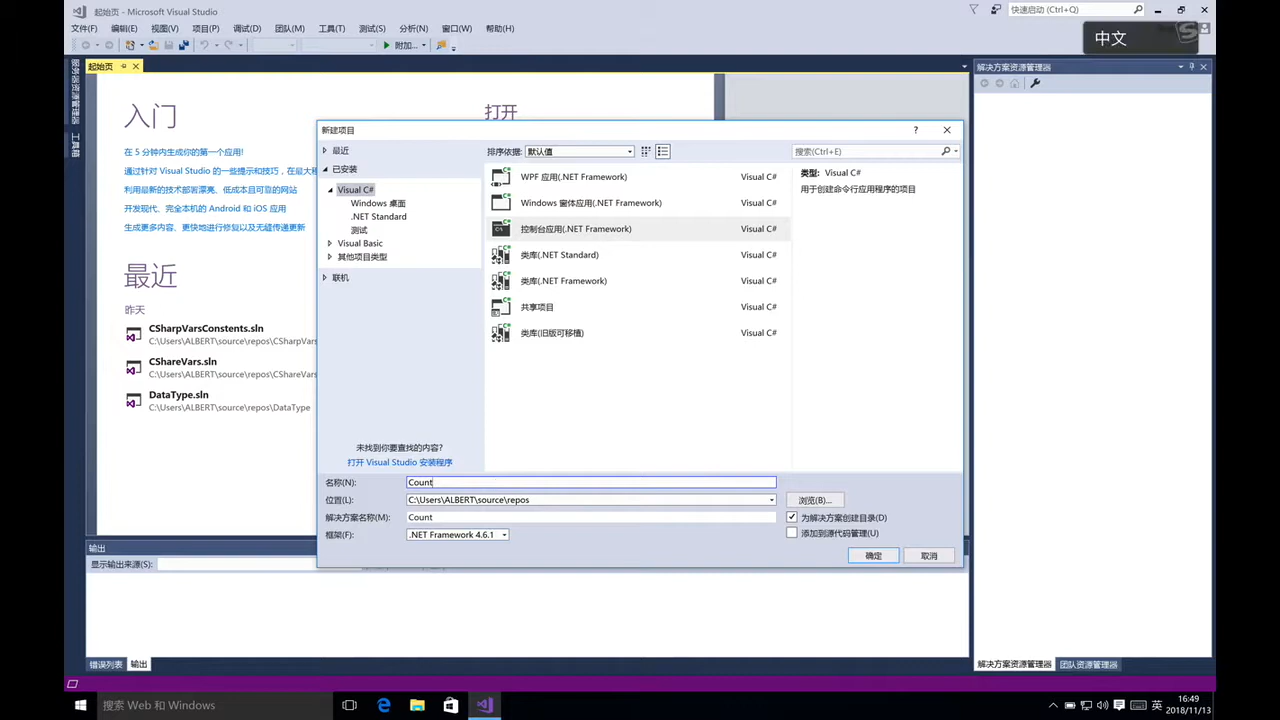 起始页 - Microsoft Visual Studio
快速启动 (Ctrl+Q)
文件(F) 编辑(E) 视图(V) 项目(P) 调试(D) 团队(M) 工具(T) 测试(S) 分析(N) 窗口(W) 帮助(H)
附加...
中文
服务器资源管理器
工具箱
起始页
入门
在 5 分钟内生成你的第一个应用!
通过针对 Visual Studio 的一些提示和技巧，在最大程
利用最新的技术部署漂亮、低成本且可靠的网站
开发现代、完全本机的 Android 和 iOS 应用
生成更多内容、更快地进行修复以及无缝传递更新
打开
最近
昨天
CSharpVarsConstents.sln
C:\Users\ALBERT\source\repos\CSharpVars
CShareVars.sln
C:\Users\ALBERT\source\repos\CShareVars
DataType.sln
C:\Users\ALBERT\source\repos\DataType
新建项目
?
最近
已安装
Visual C#
Windows 桌面
.NET Standard
测试
Visual Basic
其他项目类型
联机
未找到你要查找的内容?
打开 Visual Studio 安装程序
排序依据: 默认值
搜索(Ctrl+E)
WPF 应用(.NET Framework) Visual C#
Windows 窗体应用(.NET Framework) Visual C#
控制台应用(.NET Framework) Visual C#
类库(.NET Standard) Visual C#
类库(.NET Framework) Visual C#
共享项目 Visual C#
类库(旧版可移植) Visual C#
类型: Visual C#
用于创建命令行应用程序的项目
名称(N): Count
位置(L): C:\Users\ALBERT\source\repos 浏览(B)...
解决方案名称(M): Count 为解决方案创建目录(D)
框架(F): .NET Framework 4.6.1 添加到源代码管理(U)
确定 取消
解决方案资源管理器
输出
显示输出来源(S):
错误列表 输出
解决方案资源管理器 团队资源管理器
搜索 Web 和 Windows
英
16:49
2018/11/13